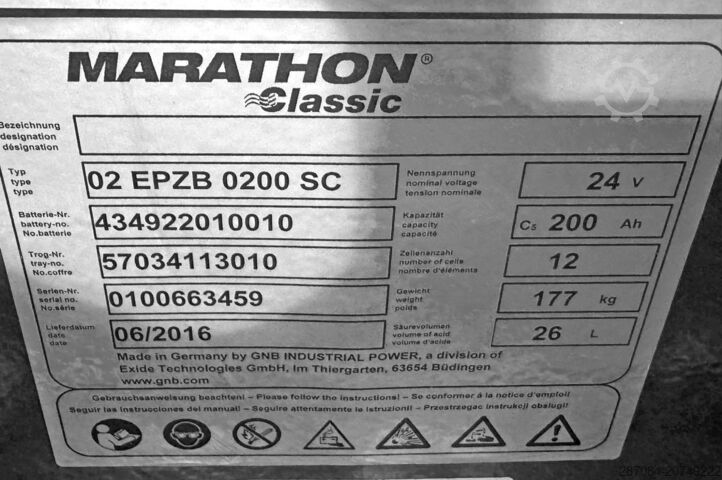 MARATHON®
Classic
Bezeichnung
designation
désignation
Typ
type
type
02 EPZB 0200 SC
Nennspannung
nominal voltage
tension nominale
24 V
Batterie-Nr.
battery-no.
No.batterie
434922010010
Kapazität
capacity
capacité
C₅ 200 Ah
Trog-Nr.
tray-no.
No.coffre
57034113010
Zellenanzahl
number of cells
nombre d'éléments
12
Serien-Nr.
serial no.
No.série
0100663459
Gewicht
weight
poids
177 kg
Lieferdatum
date
date
06/2016
Säurevolumen
volume of acid
volume d'acide
26 L
Made in Germany by GNB INDUSTRIAL POWER, a division of
Exide Technologies GmbH, Im Thiergarten, 63654 Büdingen
www.gnb.com
Gebrauchsanweisung beachten! – Please follow the instructions! – Se conformer à la notice d'emploi!
Seguir las instrucciones del manual! – Seguire attentamente le istruzioni! – Przestrzegac instrukcji obslugi!